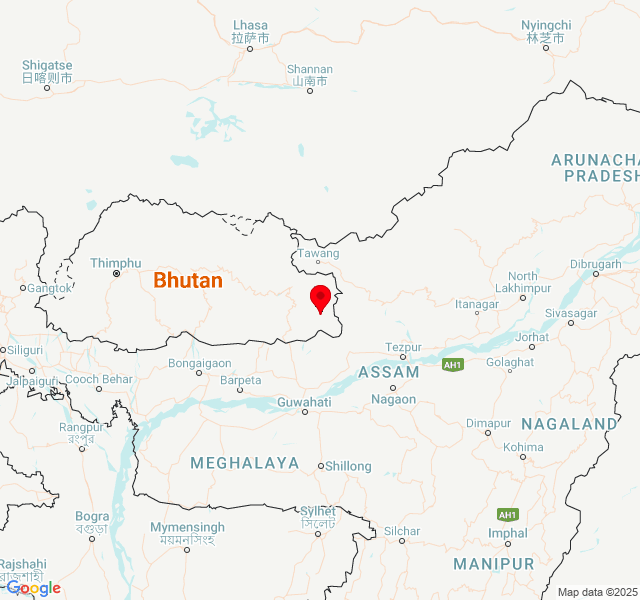 Lhasa
拉萨市
Nyingchi
林芝市
Shigatse
日喀则市
Shannan
山南市
ARUNACHA
PRADESH
Tawang
Thimphu
Bhutan
Gangtok
Dibrugarh
North
Lakhimpur
Itanagar
Sivasagar
Siliguri
Jalpaiguri
Cooch Behar
Bongaigaon
Barpeta
Tezpur
Jorhat
AH1
Golaghat
ASSAM
Nagaon
Guwahati
Rangpur
রংপুর
Dimapur
NAGALAND
Kohima
MEGHALAYA
Shillong
Bogra
বগুড়া
Mymensingh
ময়মনসিংহ
Sylhet
সিলেট
AH1
Silchar
Imphal
MANIPUR
Rajshahi
রাজশাহী
Google
Map data ©2025